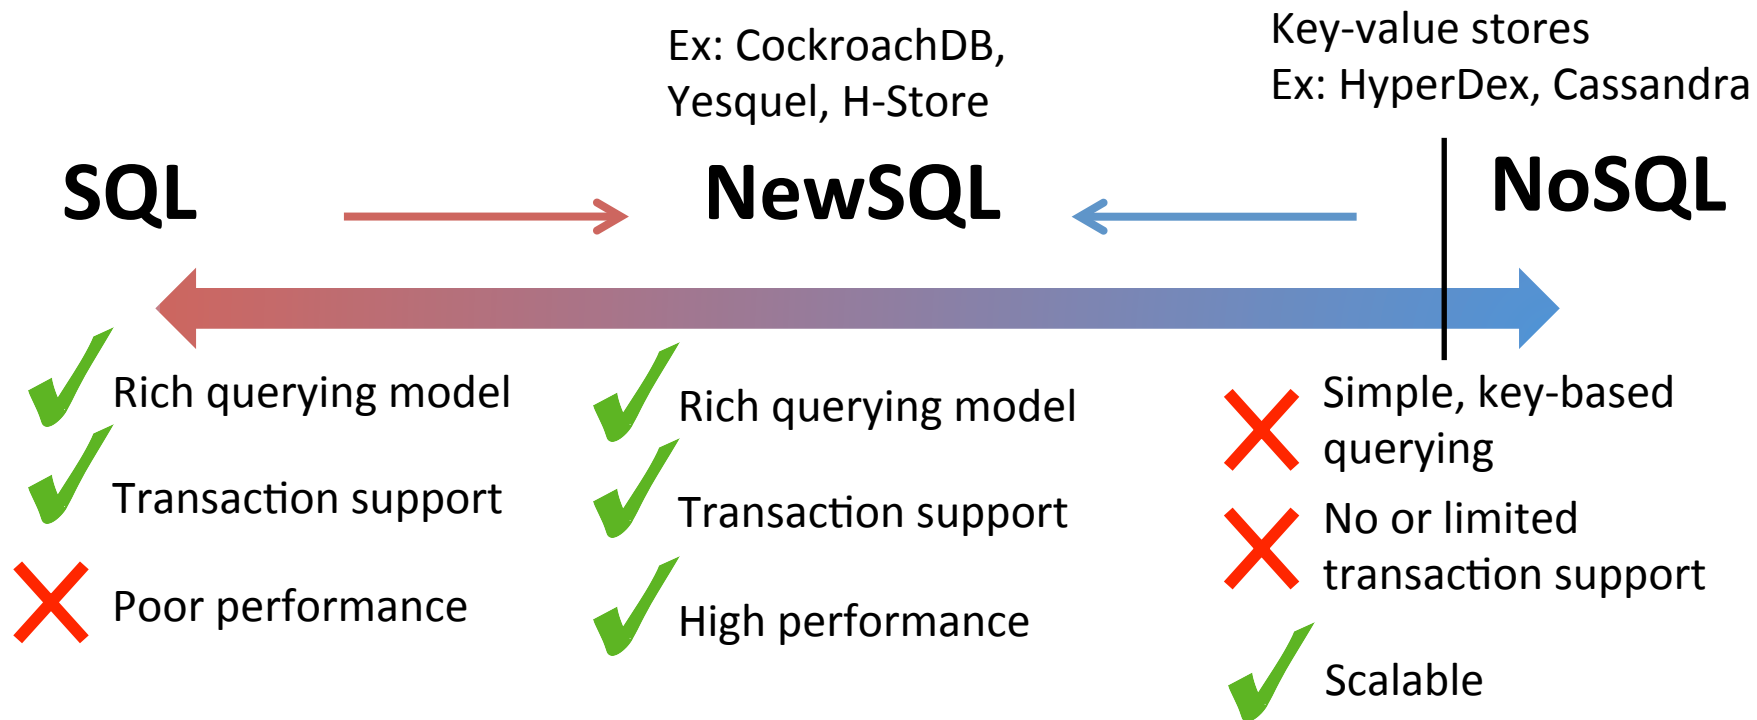 Ex: CockroachDB,
Yesquel, H-Store
Key-value stores
Ex: HyperDex, Cassandra
SQL
NewSQL
NoSQL
Rich querying model
Transaction support
Poor performance
Rich querying model
Transaction support
High performance
Simple, key-based
querying
No or limited
transaction support
Scalable